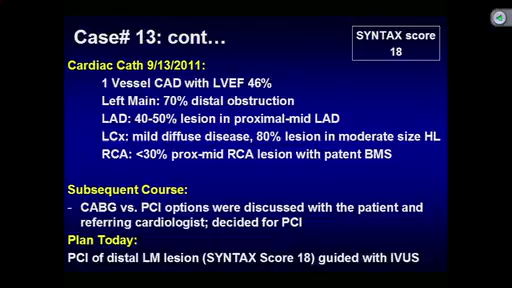 Case# 13: cont…
SYNTAX score
18
Cardiac Cath 9/13/2011:
1 Vessel CAD with LVEF 46%
Left Main: 70% distal obstruction
LAD: 40-50% lesion in proximal-mid LAD
LCx: mild diffuse disease, 80% lesion in moderate size HL
RCA: <30% prox-mid RCA lesion with patent BMS
Subsequent Course:
- CABG vs. PCI options were discussed with the patient and
referring cardiologist; decided for PCI
Plan Today:
PCI of distal LM lesion (SYNTAX Score 18) guided with IVUS